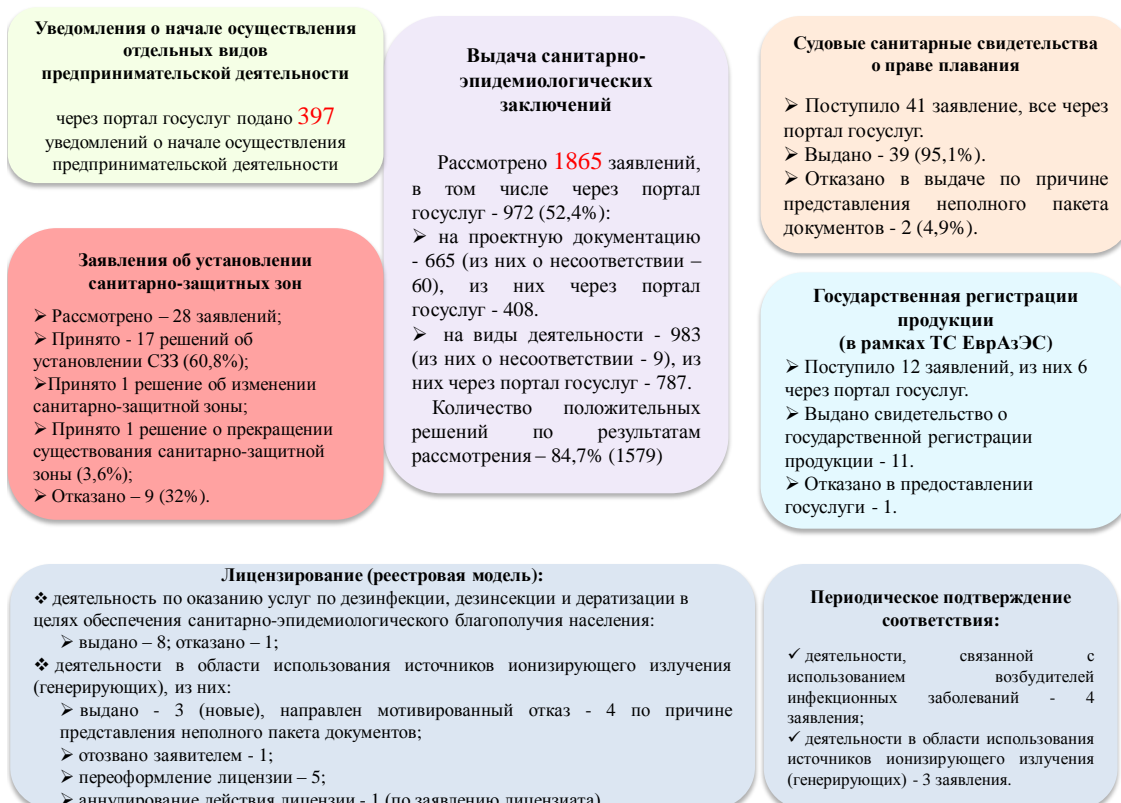 Уведомления о начале осуществления
отдельных видов
предпринимательской деятельности
через портал госуслуг подано 397
уведомлений о начале осуществления
предпринимательской деятельности
Заявления об установлении
санитарно-защитных зон
➢ Рассмотрено – 28 заявлений;
➢ Принято - 17 решений об
установлении СЗЗ (60,8%);
➢Принято 1 решение об изменении
санитарно-защитной зоны;
➢ Принято 1 решение о прекращении
существования санитарно-защитной
зоны (3,6%);
➢ Отказано – 9 (32%).
Выдача санитарно-
эпидемиологических
заключений
Рассмотрено 1865 заявлений,
в том числе через портал
госуслуг - 972 (52,4%):
➢ на проектную документацию
- 665 (из них о несоответствии –
60), из них через портал
госуслуг - 408.
➢ на виды деятельности - 983
(из них о несоответствии - 9), из
них через портал госуслуг - 787.
Количество положительных
решений по результатам
рассмотрения – 84,7% (1579)
Судовые санитарные свидетельства
о праве плавания
➢ Поступило 41 заявление, все через
портал госуслуг.
➢ Выдано - 39 (95,1%).
➢ Отказано в выдаче по причине
представления неполного пакета
документов - 2 (4,9%).
Государственная регистрации
продукции
(в рамках ТС ЕврАзЭС)
➢ Поступило 12 заявлений, из них 6
через портал госуслуг.
➢ Выдано свидетельство о
государственной регистрации
продукции - 11.
➢ Отказано в предоставлении
госуслуги - 1.
Лицензирование (реестровая модель):
❖ деятельность по оказанию услуг по дезинфекции, дезинсекции и дератизации в
целях обеспечения санитарно-эпидемиологического благополучия населения:
➢ выдано – 8; отказано – 1;
❖ деятельности в области использования источников ионизирующего излучения
(генерирующих), из них:
➢ выдано - 3 (новые), направлен мотивированный отказ - 4 по причине
представления неполного пакета документов;
➢ отозвано заявителем - 1;
➢ переоформление лицензии – 5;
➢ аннулирование действия лицензии - 1 (по заявлению лицензиата)
Периодическое подтверждение
соответствия:
✓ деятельности, связанной с
использованием возбудителей
инфекционных заболеваний - 4
заявления;
✓ деятельности в области использования
источников ионизирующего излучения
(генерирующих) - 3 заявления.